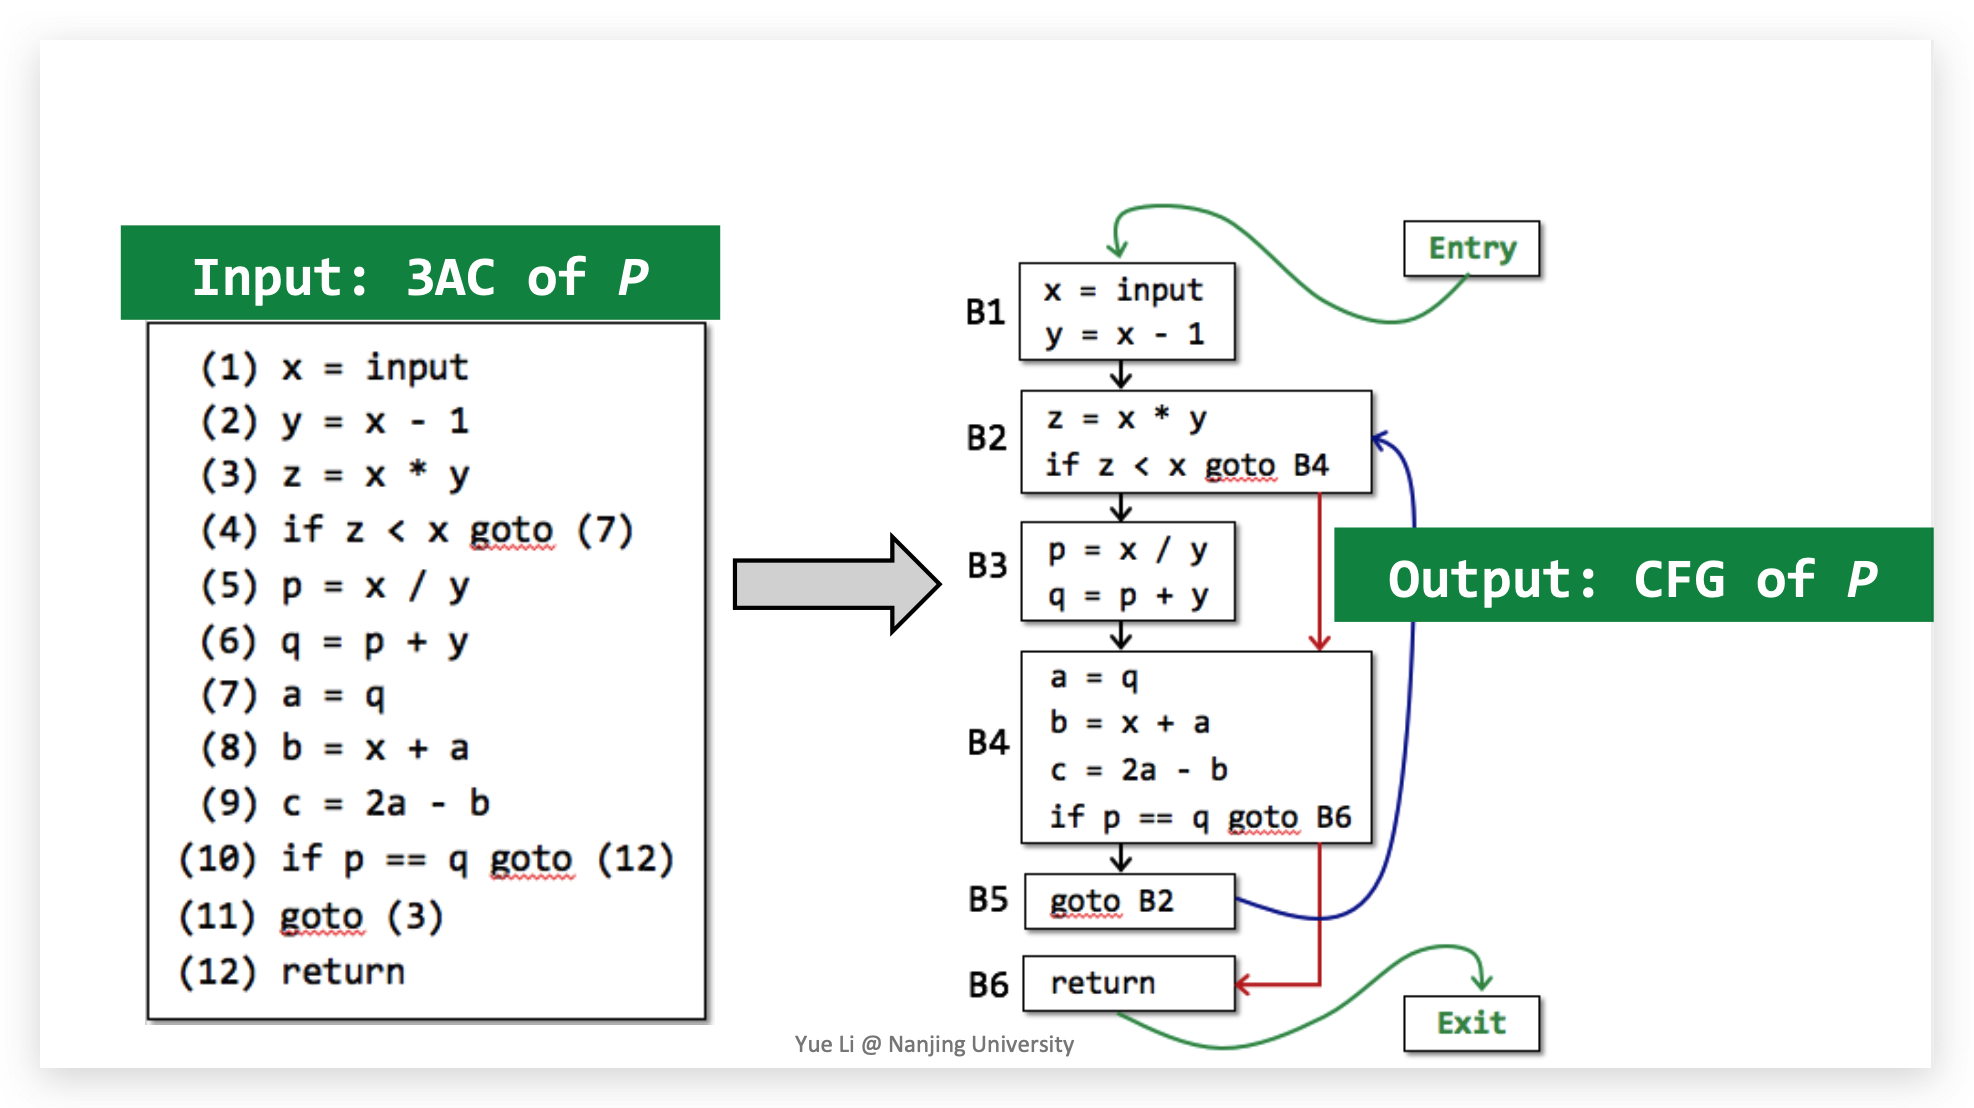 Input: 3AC of P
(1) x = input
(2) y = x - 1
(3) z = x * y
(4) if z < x goto (7)
(5) p = x / y
(6) q = p + y
(7) a = q
(8) b = x + a
(9) c = 2a - b
(10) if p == q goto (12)
(11) goto (3)
(12) return
Entry
B1
x = input
y = x - 1
B2
z = x * y
if z < x goto B4
B3
p = x / y
q = p + y
Output: CFG of P
B4
a = q
b = x + a
c = 2a - b
if p == q goto B6
B5
goto B2
B6
return
Exit
Yue Li @ Nanjing University